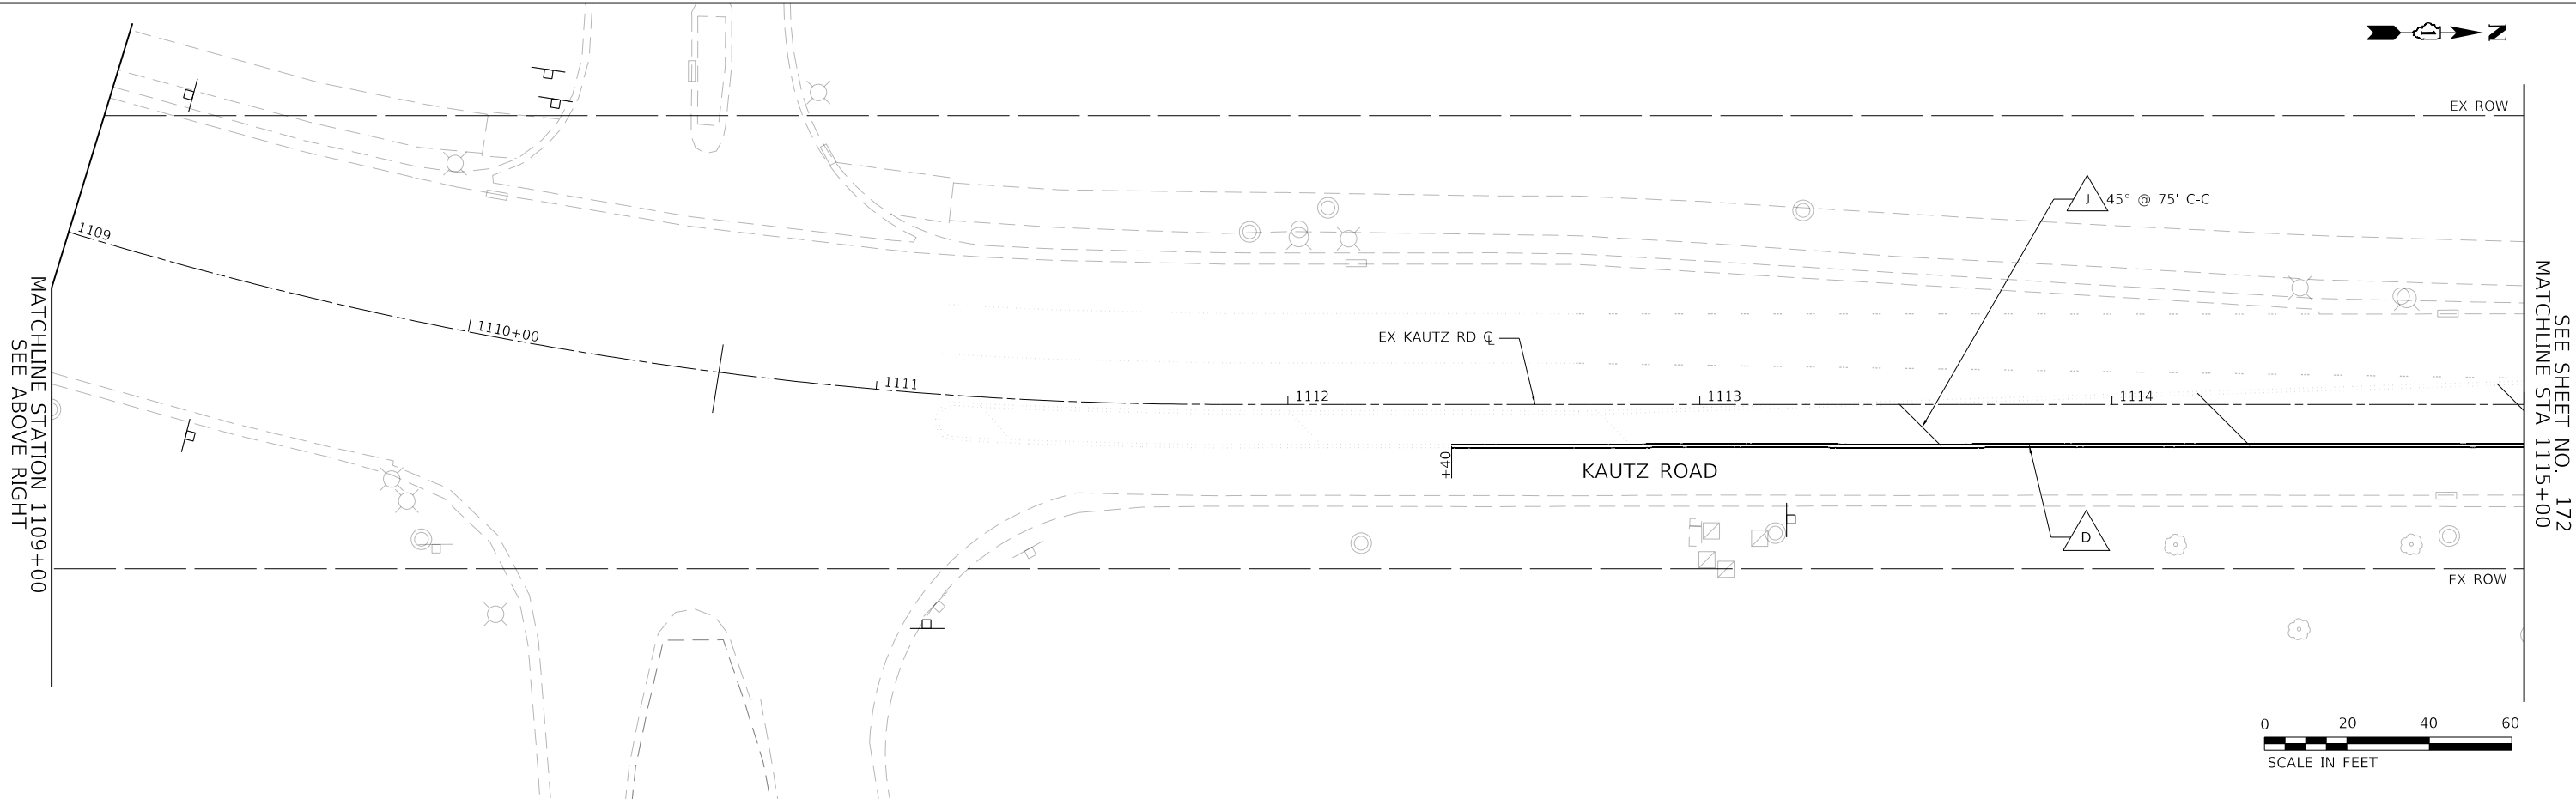 N
EX ROW
J 45° @ 75' C-C
1109
1110+00
EX KAUTZ RD ℄
1111
1112
1113
1114
+40
KAUTZ ROAD
D
EX ROW
MATCHLINE STATION 1109+00
SEE ABOVE RIGHT
SEE SHEET NO. 172
MATCHLINE STA 1115+00
0 20 40 60
SCALE IN FEET